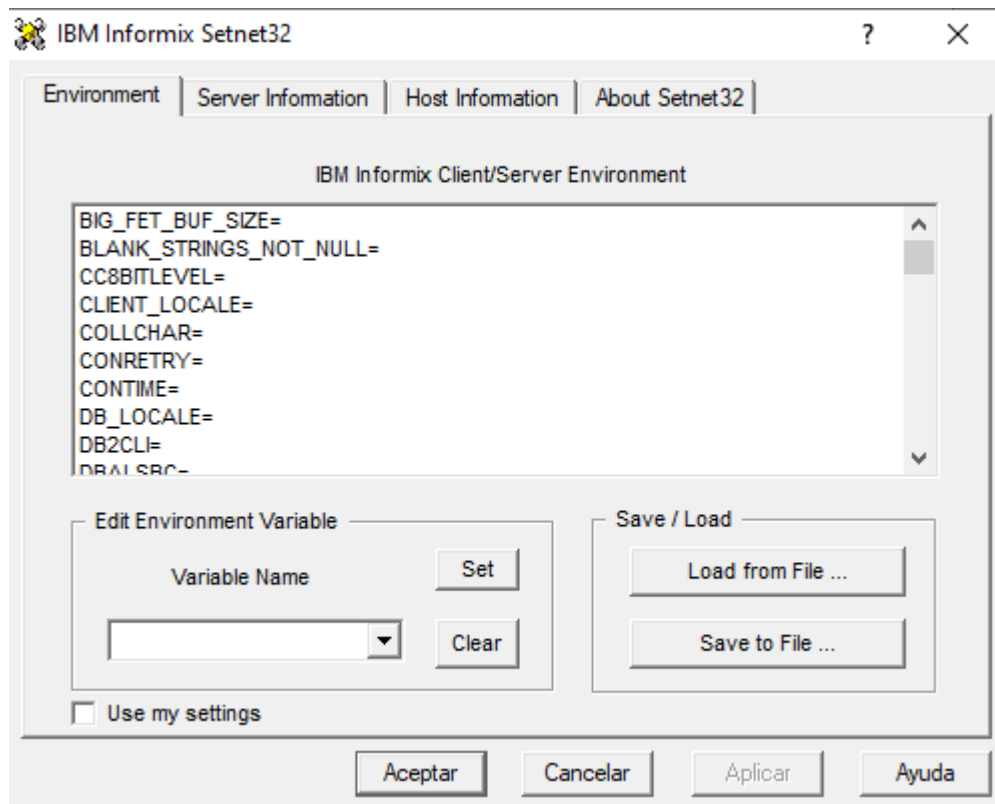 IBM Informix Setnet32
Environment
Server Information
Host Information
About Setnet32
IBM Informix Client/Server Environment
BIG_FET_BUF_SIZE=
BLANK_STRINGS_NOT_NULL=
CC8BITLEVEL=
CLIENT_LOCALE=
COLLCHAR=
CONRETRY=
CONTIME=
DB_LOCALE=
DB2CLI=
DBALSBC=
Edit Environment Variable
Variable Name
Set
Clear
Save / Load
Load from File ...
Save to File ...
Use my settings
Aceptar
Cancelar
Aplicar
Ayuda